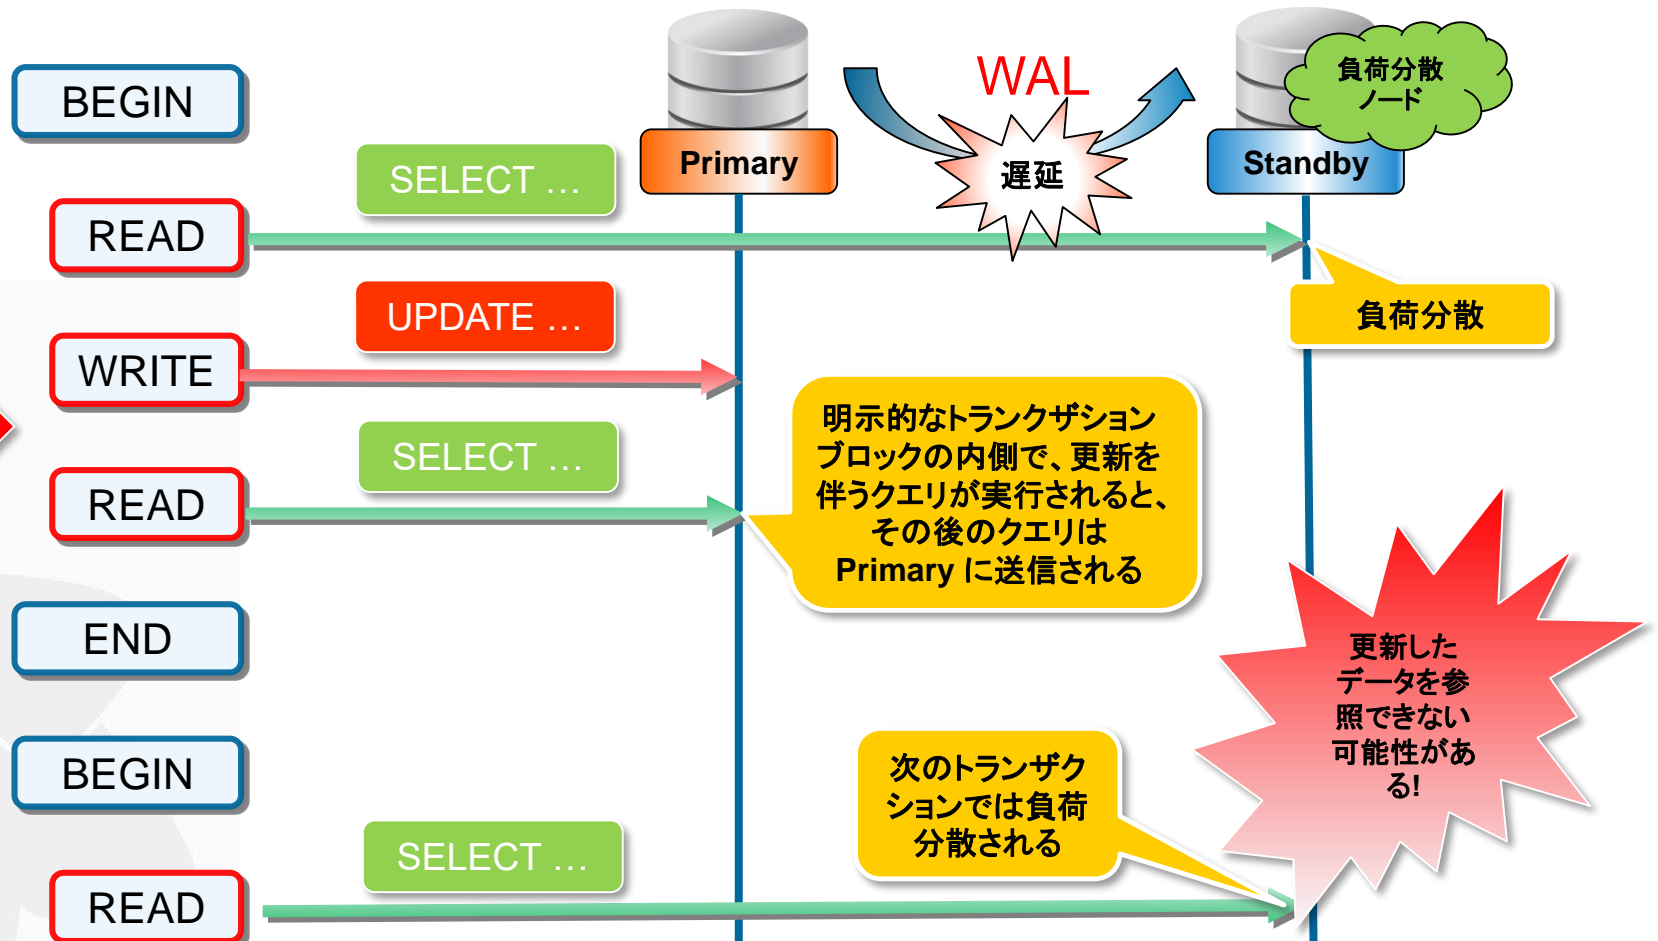 WAL
負荷分散
ノード
BEGIN
Primary
遅延
Standby
SELECT …
READ
UPDATE …
負荷分散
WRITE
SELECT …
READ
明示的なトランクザション
ブロックの内側で、更新を
伴うクエリが実行されると、
その後のクエリは
Primary に送信される
END
更新した
データを参
照できない
可能性があ
る!
BEGIN
次のトランザク
ションでは負荷
分散される
SELECT …
READ